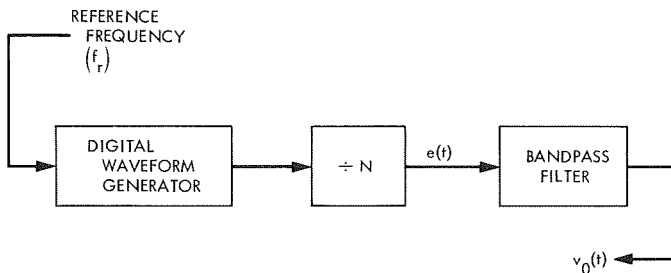 REFERENCE
FREQUENCY
(f_r)
DIGITAL
WAVEFORM
GENERATOR
÷ N
e(t)
BANDPASS
FILTER
v_0(t)